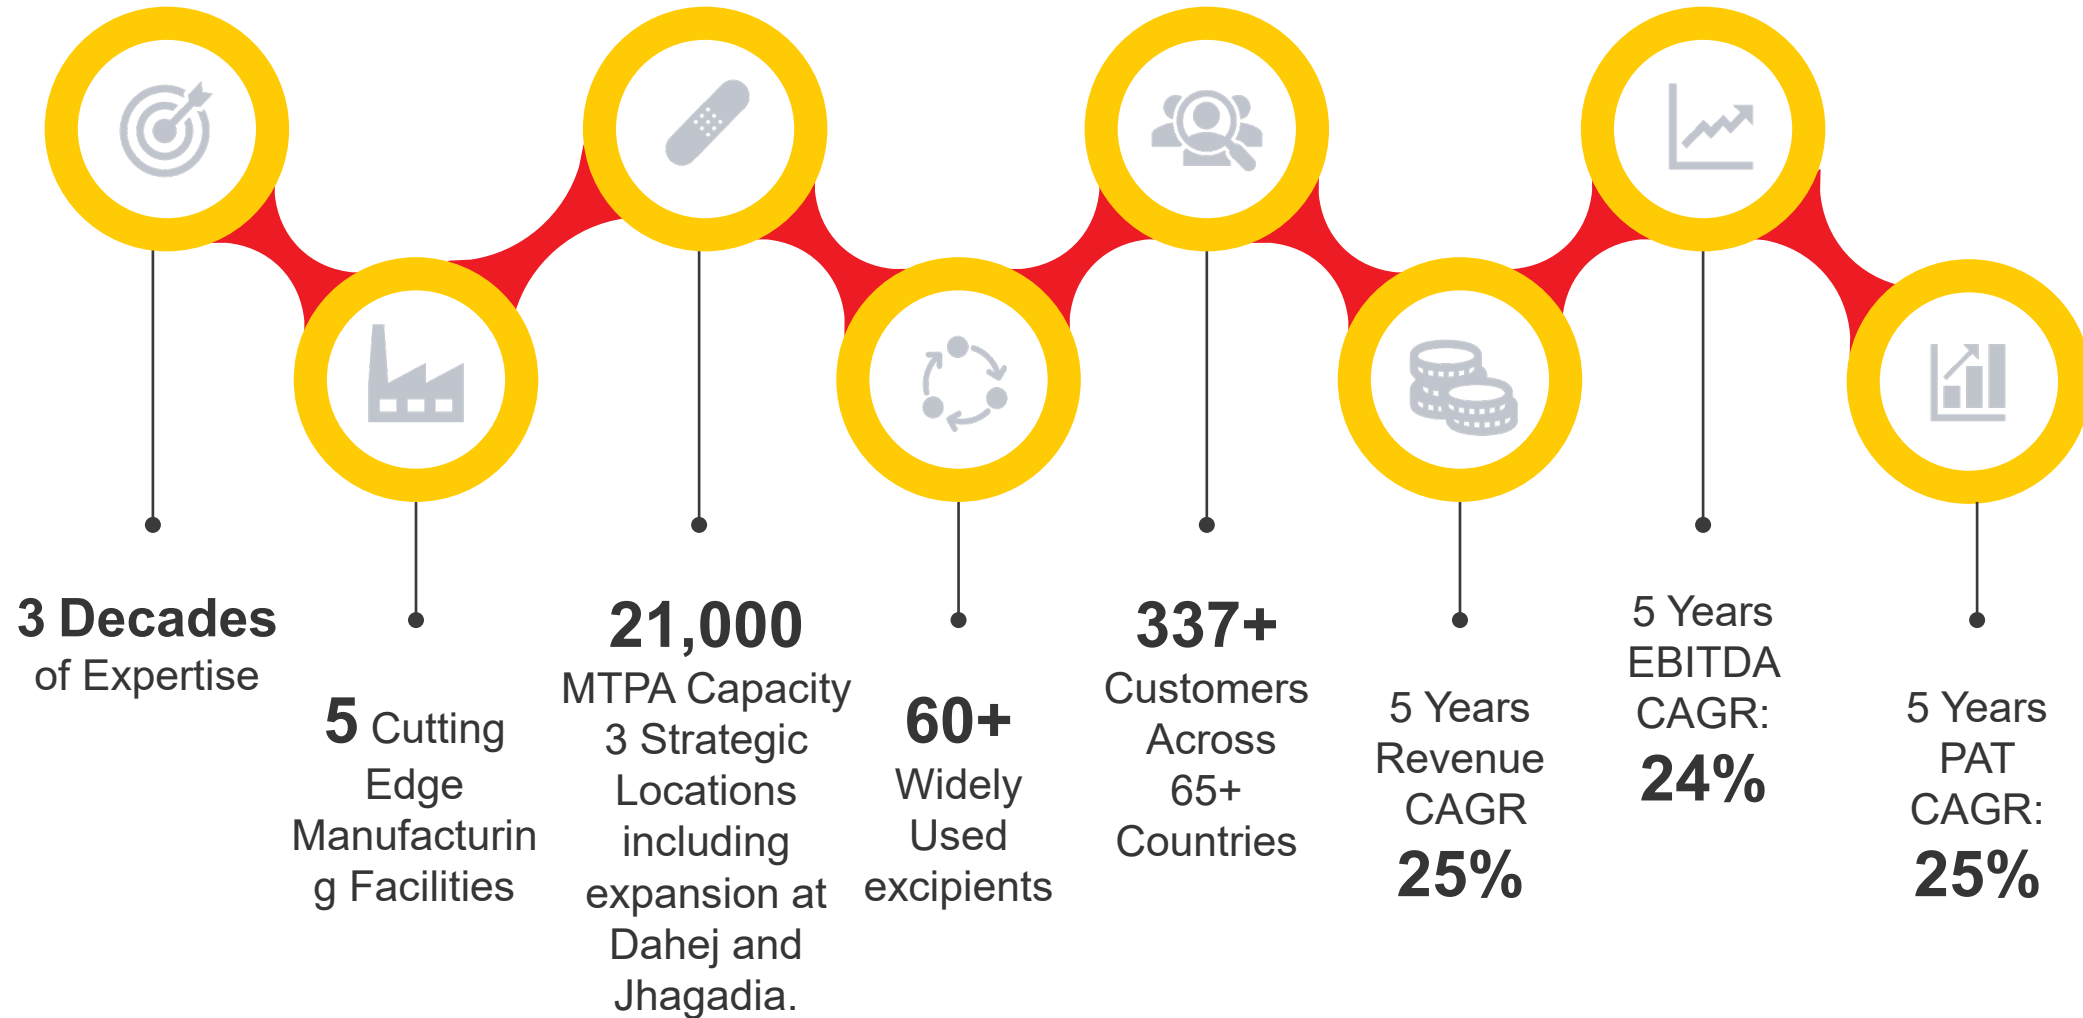 3 Decades
of Expertise
5 Cutting
Edge
Manufacturin
g Facilities
21,000
MTPA Capacity
3 Strategic
Locations
including
expansion at
Dahej and
Jhagadia.
60+
Widely
Used
excipients
337+
Customers
Across
65+
Countries
5 Years
Revenue
CAGR
25%
5 Years
EBITDA
CAGR:
24%
5 Years
PAT
CAGR:
25%